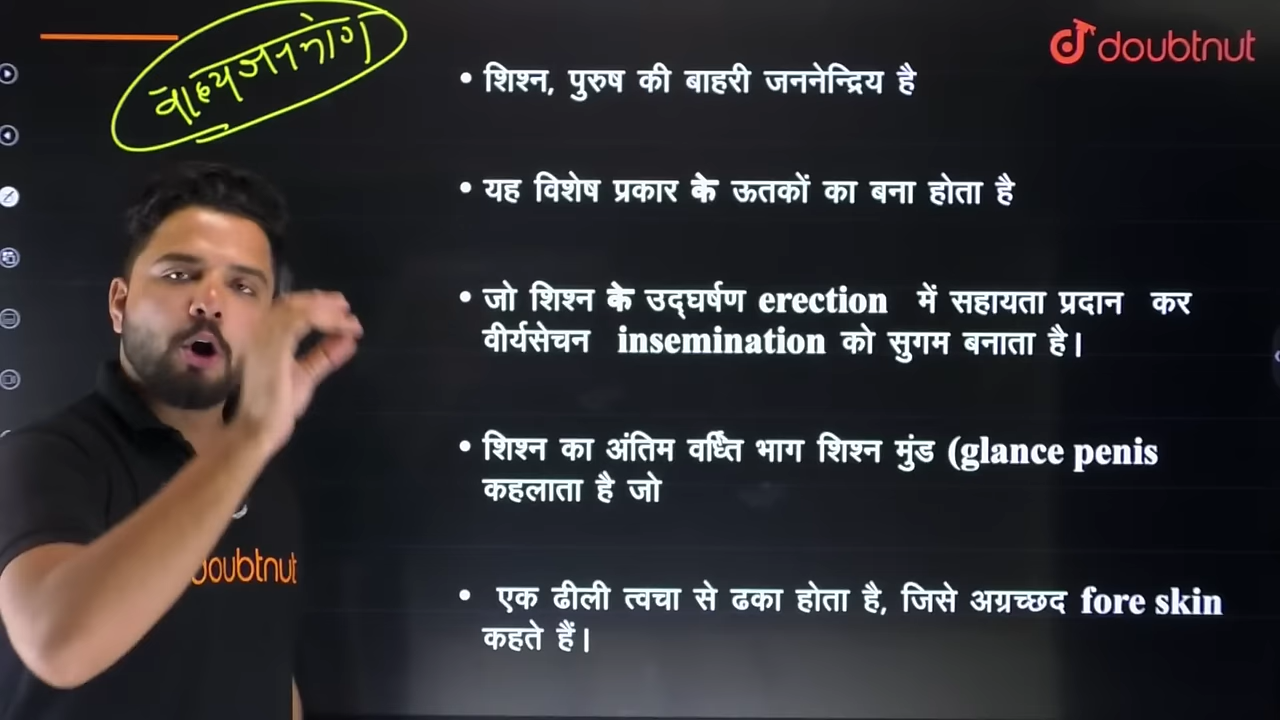 वाह्यजननांग
doubtnut
• शिश्न, पुरुष की बाहरी जननेन्द्रिय है
• यह विशेष प्रकार के ऊतकों का बना होता है
• जो शिश्न के उद्घर्षण erection में सहायता प्रदान कर
वीर्यसेचन insemination को सुगम बनाता है।
• शिश्न का अंतिम वर्ध्ति भाग शिश्न मुंड (glance penis
कहलाता है जो
• एक ढीली त्वचा से ढका होता है, जिसे अग्रच्छद fore skin
कहते हैं।
doubtnut